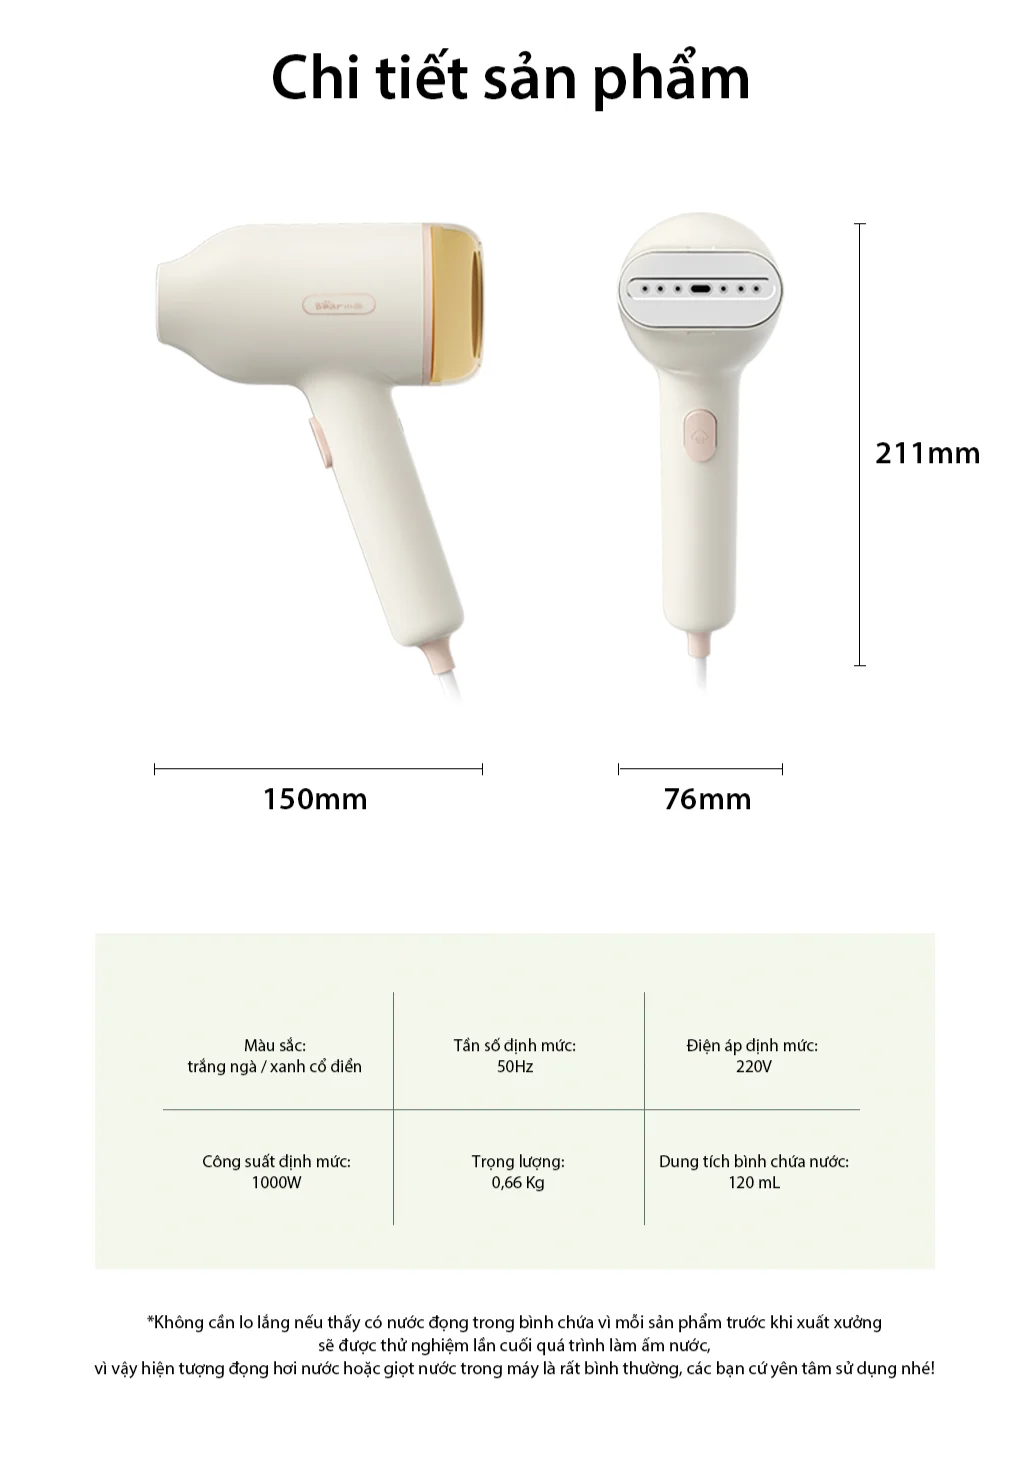 Chi tiết sản phẩm
Bear
211mm
150mm
76mm
Màu sắc:
trắng ngà / xanh cổ điển
Tần số định mức:
50Hz
Điện áp định mức:
220V
Công suất định mức:
1000W
Trọng lượng:
0,66 Kg
Dung tích bình chứa nước:
120 mL
*Không cần lo lắng nếu thấy có nước đọng trong bình chứa vì mỗi sản phẩm trước khi xuất xưởng
sẽ được thử nghiệm lần cuối quá trình làm ấm nước,
vì vậy hiện tượng đọng hơi nước hoặc giọt nước trong máy là rất bình thường, các bạn cứ yên tâm sử dụng nhé!